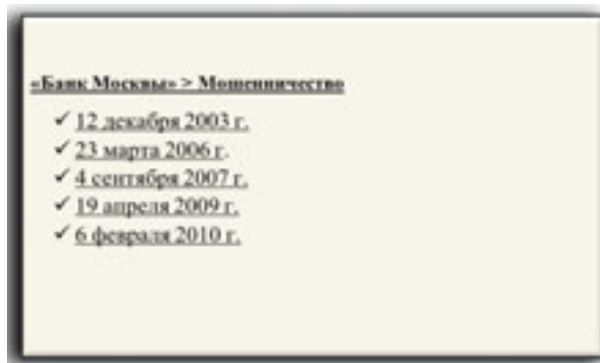 «Банк Москвы» > Мошенничество
✓ 12 декабря 2003 г.
✓ 23 марта 2006 г.
✓ 4 сентября 2007 г.
✓ 19 апреля 2009 г.
✓ 6 февраля 2010 г.